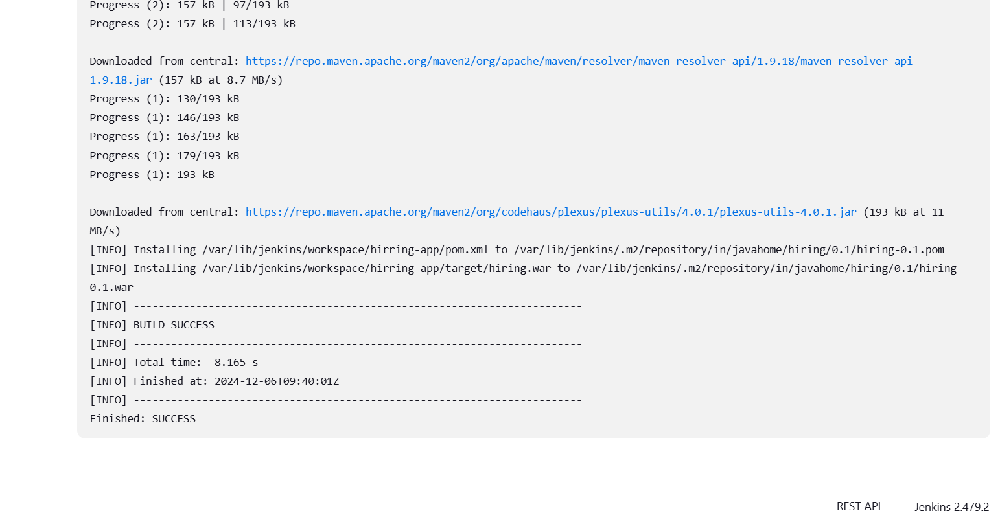 Progress (2): 157 kB | 97/193 kB
Progress (2): 157 kB | 113/193 kB
Downloaded from central: https://repo.maven.apache.org/maven2/org/apache/maven/resolver/maven-resolver-api/1.9.18/maven-resolver-api-
1.9.18.jar (157 kB at 8.7 MB/s)
Progress (1): 130/193 kB
Progress (1): 146/193 kB
Progress (1): 163/193 kB
Progress (1): 179/193 kB
Progress (1): 193 kB
Downloaded from central: https://repo.maven.apache.org/maven2/org/codehaus/plexus/plexus-utils/4.0.1/plexus-utils-4.0.1.jar (193 kB at 11
MB/s)
[INFO] Installing /var/lib/jenkins/workspace/hirring-app/pom.xml to /var/lib/jenkins/.m2/repository/in/javahome/hiring/0.1/hiring-0.1.pom
[INFO] Installing /var/lib/jenkins/workspace/hirring-app/target/hiring.war to /var/lib/jenkins/.m2/repository/in/javahome/hiring/0.1/hiring-
0.1.war
[INFO] ------------------------------------------------------------------------
[INFO] BUILD SUCCESS
[INFO] ------------------------------------------------------------------------
[INFO] Total time:  8.165 s
[INFO] Finished at: 2024-12-06T09:40:01Z
[INFO] ------------------------------------------------------------------------
Finished: SUCCESS
REST API Jenkins 2.479.2